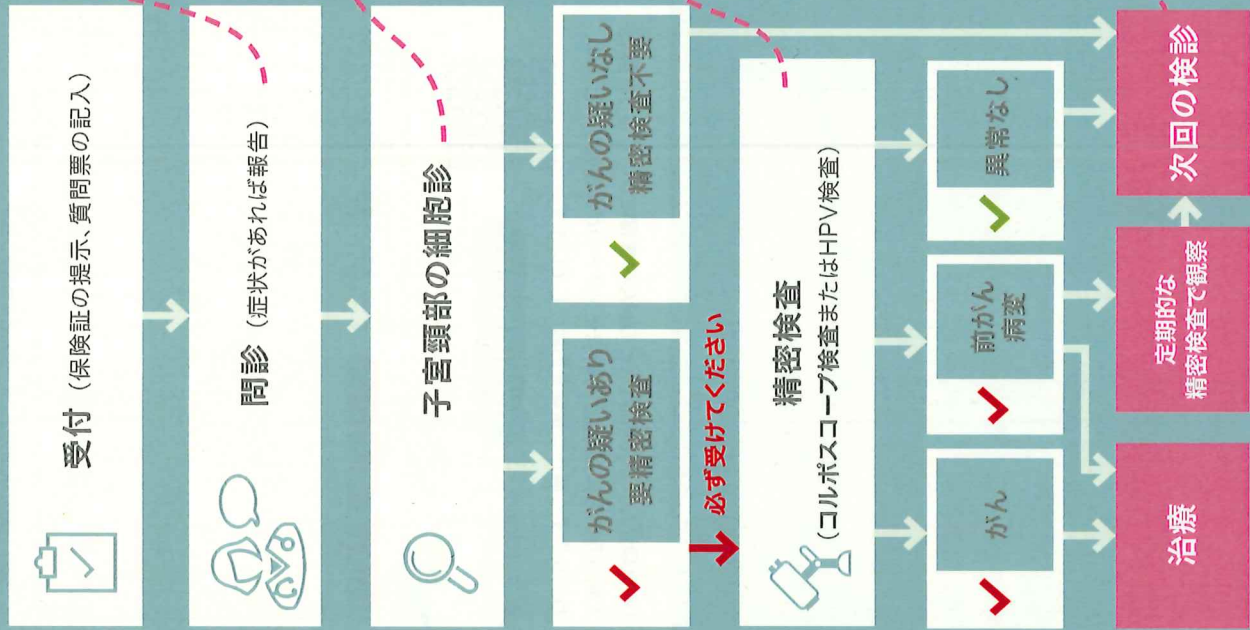 受付（保険証の提示、質問票の記入）
問診（症状があれば報告）
子宮頸部の細胞診
がんの疑いあり
要精密検査
がんの疑いなし
精密検査不要
必ず受けてください
精密検査
（コルポスコープ検査またはHPV検査）
がん
前がん
病変
異常なし
治療
定期的な
精密検査で観察
次回の検診